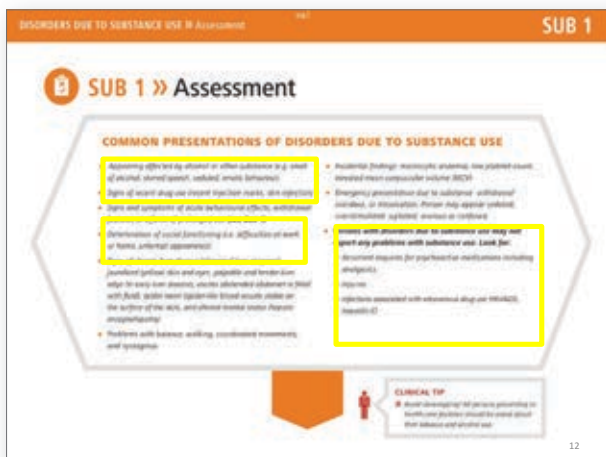 DISORDERS DUE TO SUBSTANCE USE » Assessment
SUB 1
SUB 1 » Assessment
COMMON PRESENTATIONS OF DISORDERS DUE TO SUBSTANCE USE
Appearing affected by alcohol or other substance (e.g. smell
of alcohol, slurred speech, sedated, erratic behaviour)
Signs of recent drug use (recent injection marks, skin infection)
Signs and symptoms of acute behavioural effects, withdrawal
Deterioration of social functioning (i.e. difficulties at work
or home, unkempt appearance)
jaundiced (yellow) skin and eyes, palpable and tender liver
edge (in early liver disease), ascites (distended abdomen is filled
with fluid), spider naevi (spider-like blood vessels visible on
the surface of the skin), and altered mental status (hepatic
encephalopathy)
Problems with balance, walking, coordinated movements,
and nystagmus
Incidental findings: macrocytic anaemia, low platelet count,
elevated mean corpuscular volume (MCV)
Emergency presentation due to substance withdrawal,
overdose, or intoxication. Person may appear sedated,
overstimulated, agitated, anxious or confused
Persons with disorders due to substance use may not
report any problems with substance use. Look for:
Recurrent requests for psychoactive medications including
analgesics
Injuries
Infections associated with intravenous drug use (HIV/AIDS,
Hepatitis C)
CLINICAL TIP
persons presenting to
health care facilities should be asked about
their tobacco and alcohol use
12